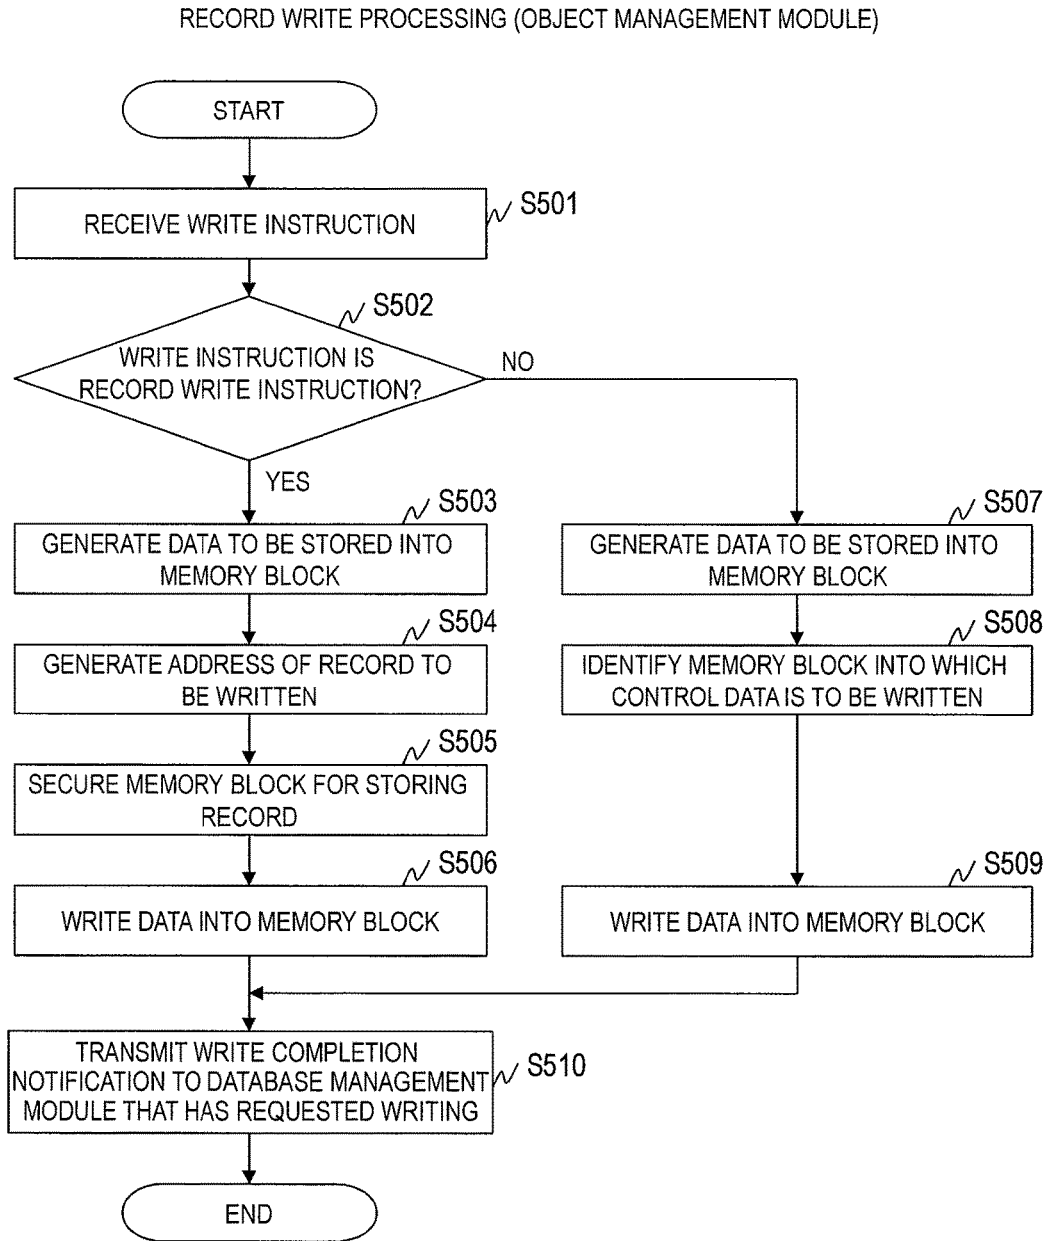 RECORD WRITE PROCESSING (OBJECT MANAGEMENT MODULE)
START
S501
RECEIVE WRITE INSTRUCTION
S502
WRITE INSTRUCTION IS
RECORD WRITE INSTRUCTION?
NO
YES
S503
GENERATE DATA TO BE STORED INTO
MEMORY BLOCK
S504
GENERATE ADDRESS OF RECORD TO
BE WRITTEN
S505
SECURE MEMORY BLOCK FOR STORING
RECORD
S506
WRITE DATA INTO MEMORY BLOCK
S507
GENERATE DATA TO BE STORED INTO
MEMORY BLOCK
S508
IDENTIFY MEMORY BLOCK INTO WHICH
CONTROL DATA IS TO BE WRITTEN
S509
WRITE DATA INTO MEMORY BLOCK
TRANSMIT WRITE COMPLETION
NOTIFICATION TO DATABASE MANAGEMENT
MODULE THAT HAS REQUESTED WRITING
S510
END